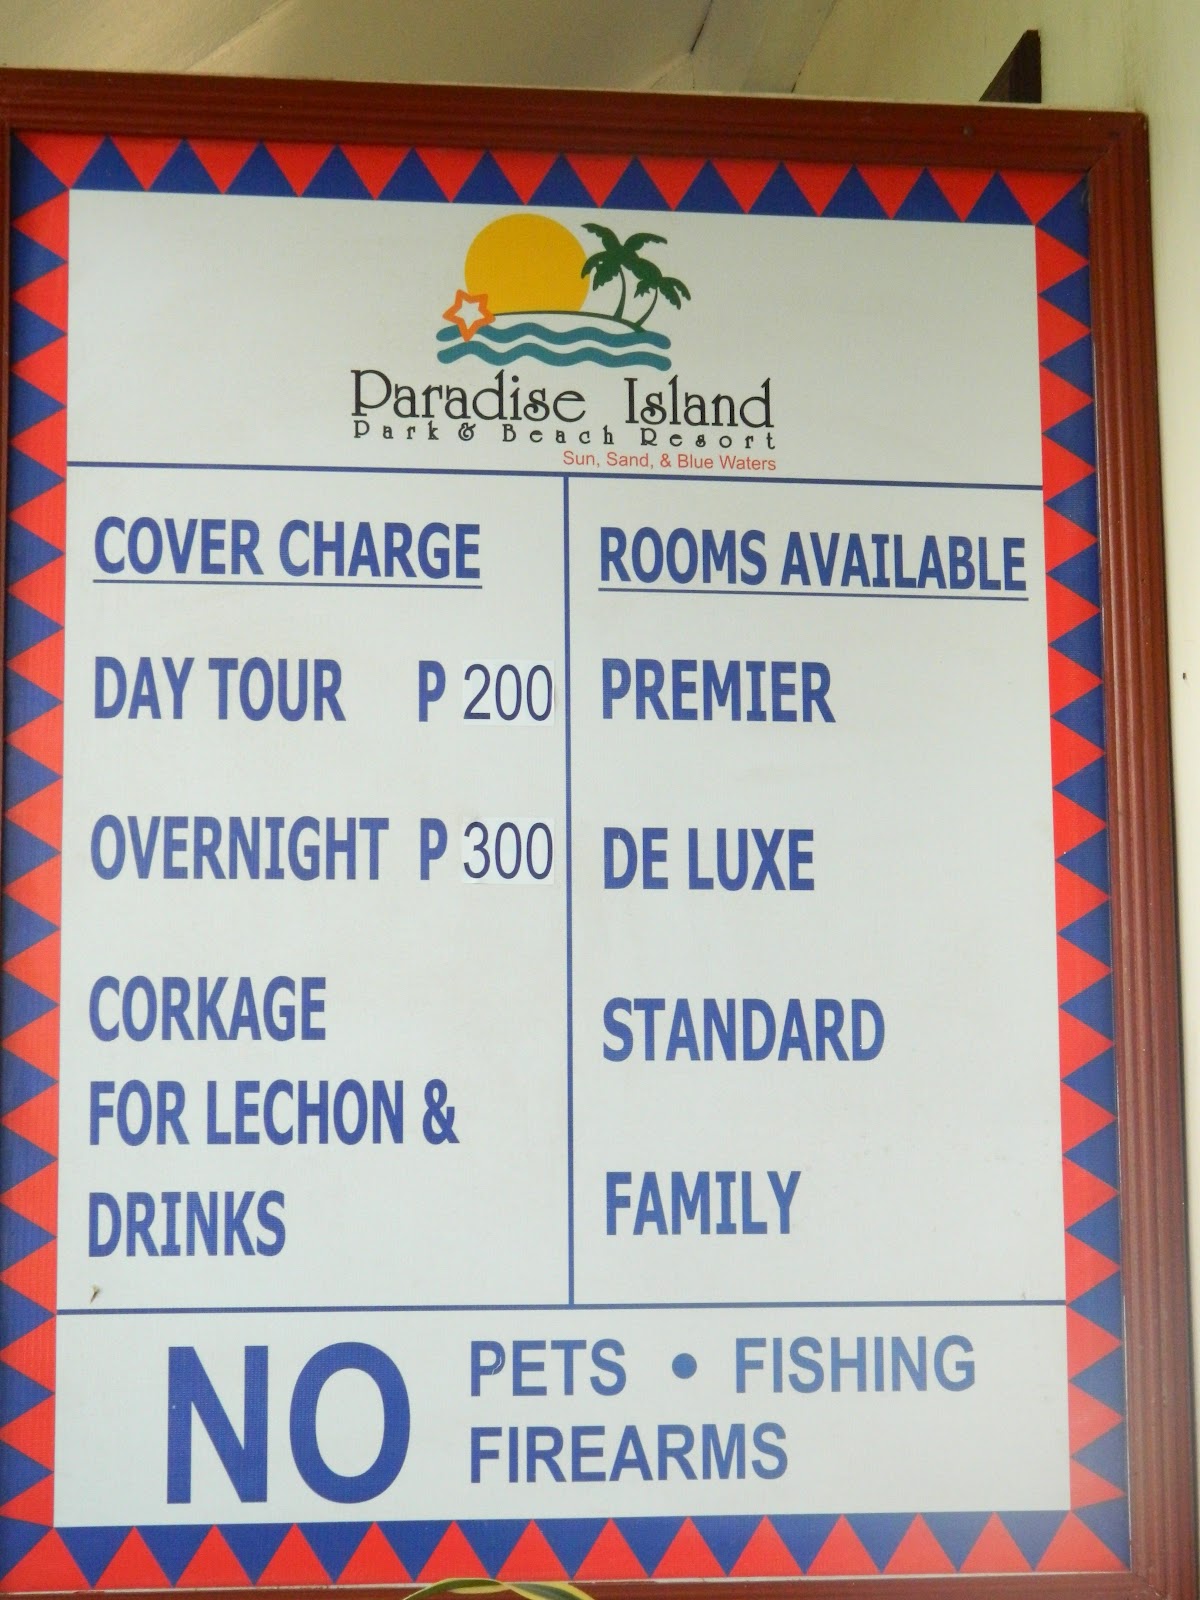 Paradise Island
Park & Beach Resort
Sun, Sand, & Blue Waters
COVER CHARGE
DAY TOUR P 200
OVERNIGHT P 300
CORKAGE
FOR LECHON &
DRINKS
ROOMS AVAILABLE
PREMIER
DE LUXE
STANDARD
FAMILY
NO
PETS • FISHING
FIREARMS